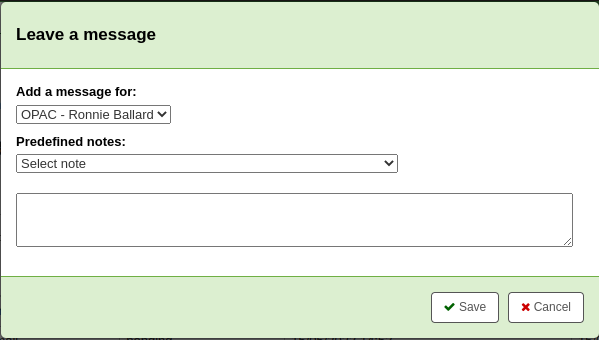 Leave a message
Add a message for:
OPAC - Ronnie Ballard
Predefined notes:
Select note
Save
Cancel